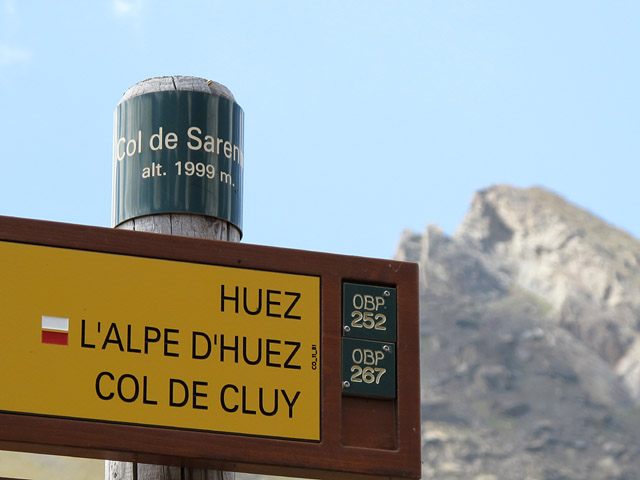 Col de Saren
alt. 1999 m.
HUEZ
L'ALPE D'HUEZ
COL DE CLUY
OBP
252
OBP
267